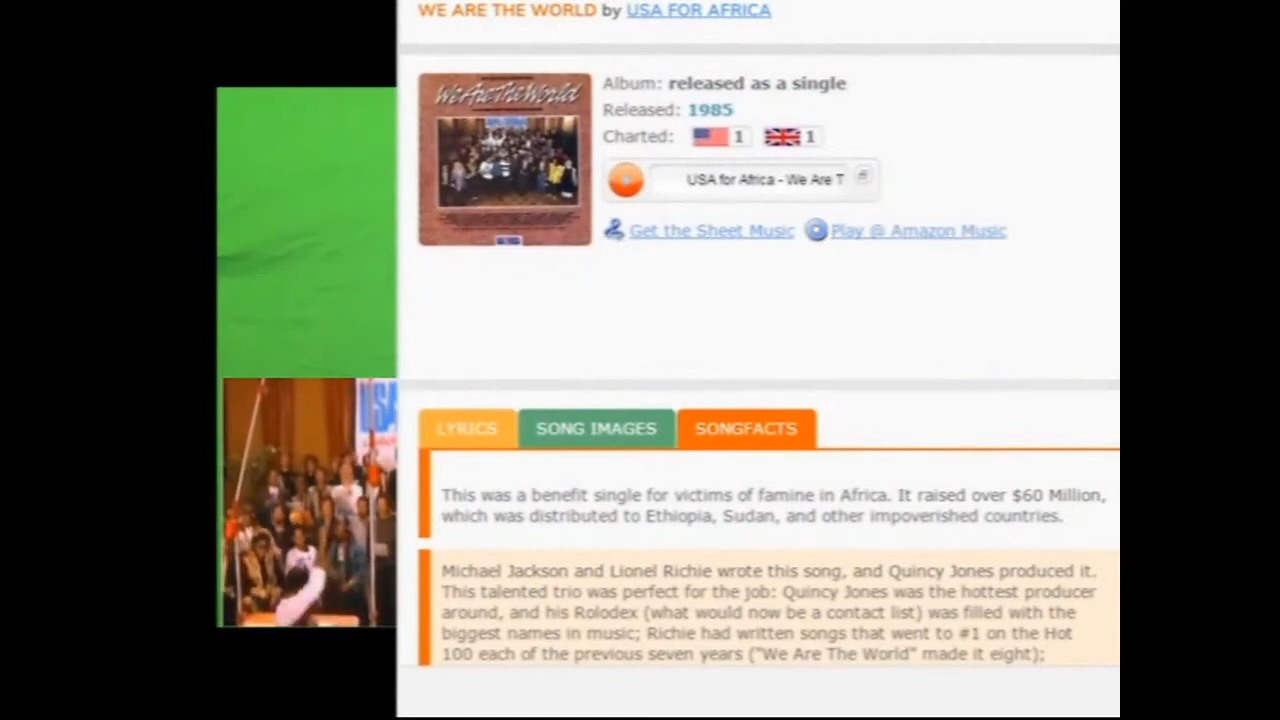 WE ARE THE WORLD by USA FOR AFRICA
We Are The World
Album: released as a single
Released: 1985
Charted: 1 1
USA for Africa - We Are T
Get the Sheet Music Play @ Amazon Music
LYRICS SONG IMAGES SONGFACTS
USA
This was a benefit single for victims of famine in Africa. It raised over $60 Million,
which was distributed to Ethiopia, Sudan, and other impoverished countries.
Michael Jackson and Lionel Richie wrote this song, and Quincy Jones produced it.
This talented trio was perfect for the job: Quincy Jones was the hottest producer
around, and his Rolodex (what would now be a contact list) was filled with the
biggest names in music; Richie had written songs that went to #1 on the Hot
100 each of the previous seven years ("We Are The World" made it eight);